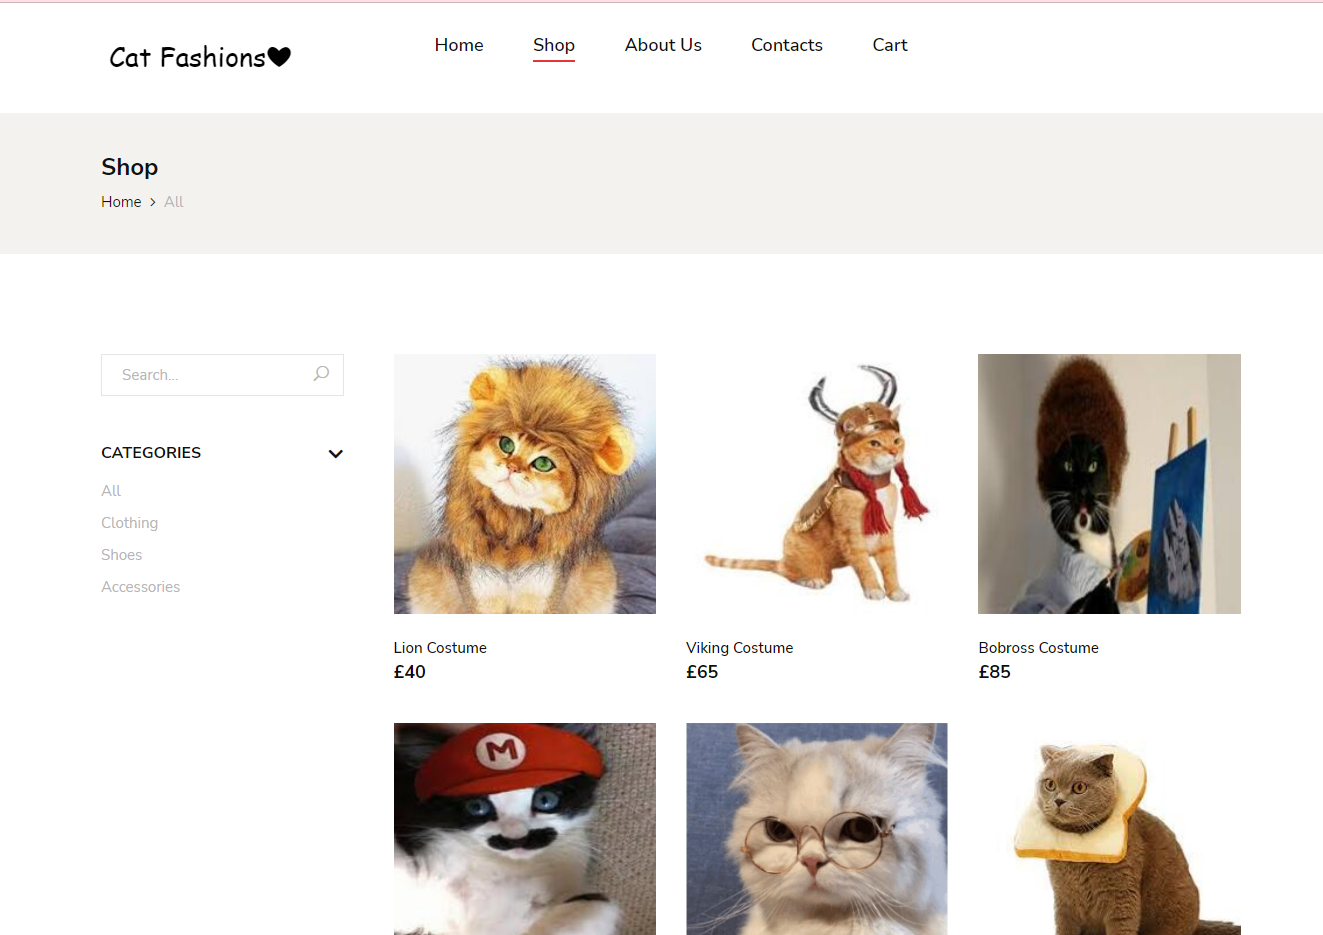 Cat Fashions♥
Home Shop About Us Contacts Cart
Shop
Home > All
Search...
CATEGORIES
All
Clothing
Shoes
Accessories
Lion Costume
£40
Viking Costume
£65
Bobross Costume
£85
M